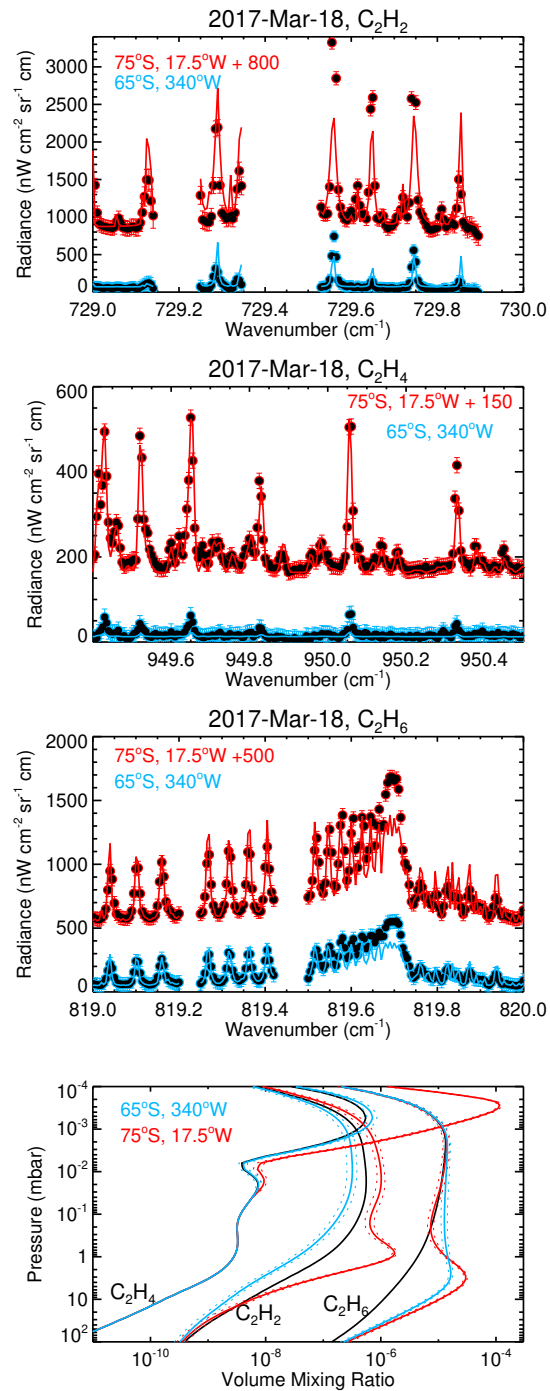 2017-Mar-18, C₂H₂
75°S, 17.5°W + 800
65°S, 340°W
3000
2500
2000
1500
1000
500
0
Radiance (nW cm⁻² sr⁻¹ cm)
729.0 729.2 729.4 729.6 729.8 730.0
Wavenumber (cm⁻¹)
2017-Mar-18, C₂H₄
75°S, 17.5°W + 150
65°S, 340°W
600
400
200
0
Radiance (nW cm⁻² sr⁻¹ cm)
949.6 949.8 950.0 950.2 950.4
Wavenumber (cm⁻¹)
2017-Mar-18, C₂H₆
75°S, 17.5°W +500
65°S, 340°W
2000
1500
1000
500
0
Radiance (nW cm⁻² sr⁻¹ cm)
819.0 819.2 819.4 819.6 819.8 820.0
Wavenumber (cm⁻¹)
65°S, 340°W
75°S, 17.5°W
10⁻⁴
10⁻³
10⁻²
10⁻¹
1
10
10²
Pressure (mbar)
C₂H₄
C₂H₂
C₂H₆
10⁻¹⁰ 10⁻⁸ 10⁻⁶ 10⁻⁴
Volume Mixing Ratio